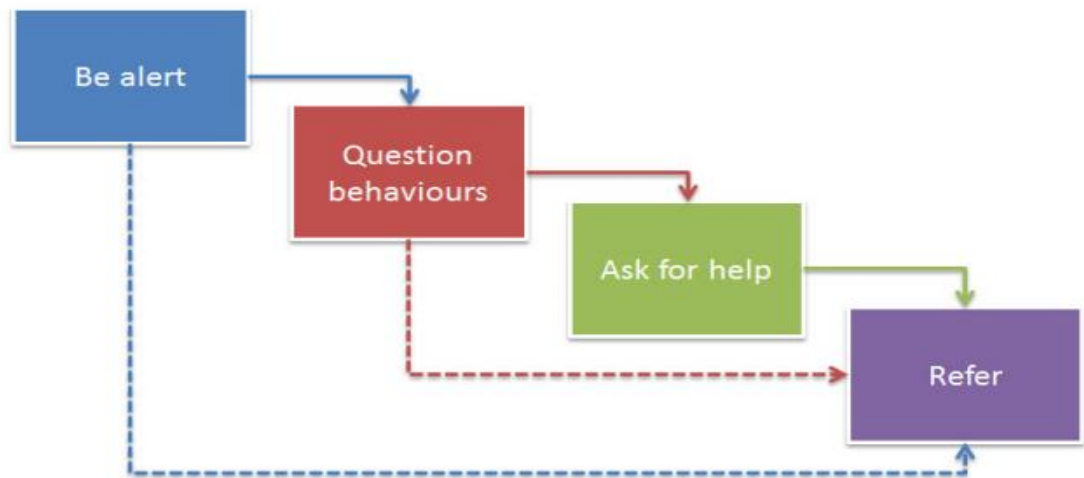 Be alert
Question
behaviours
Ask for help
Refer